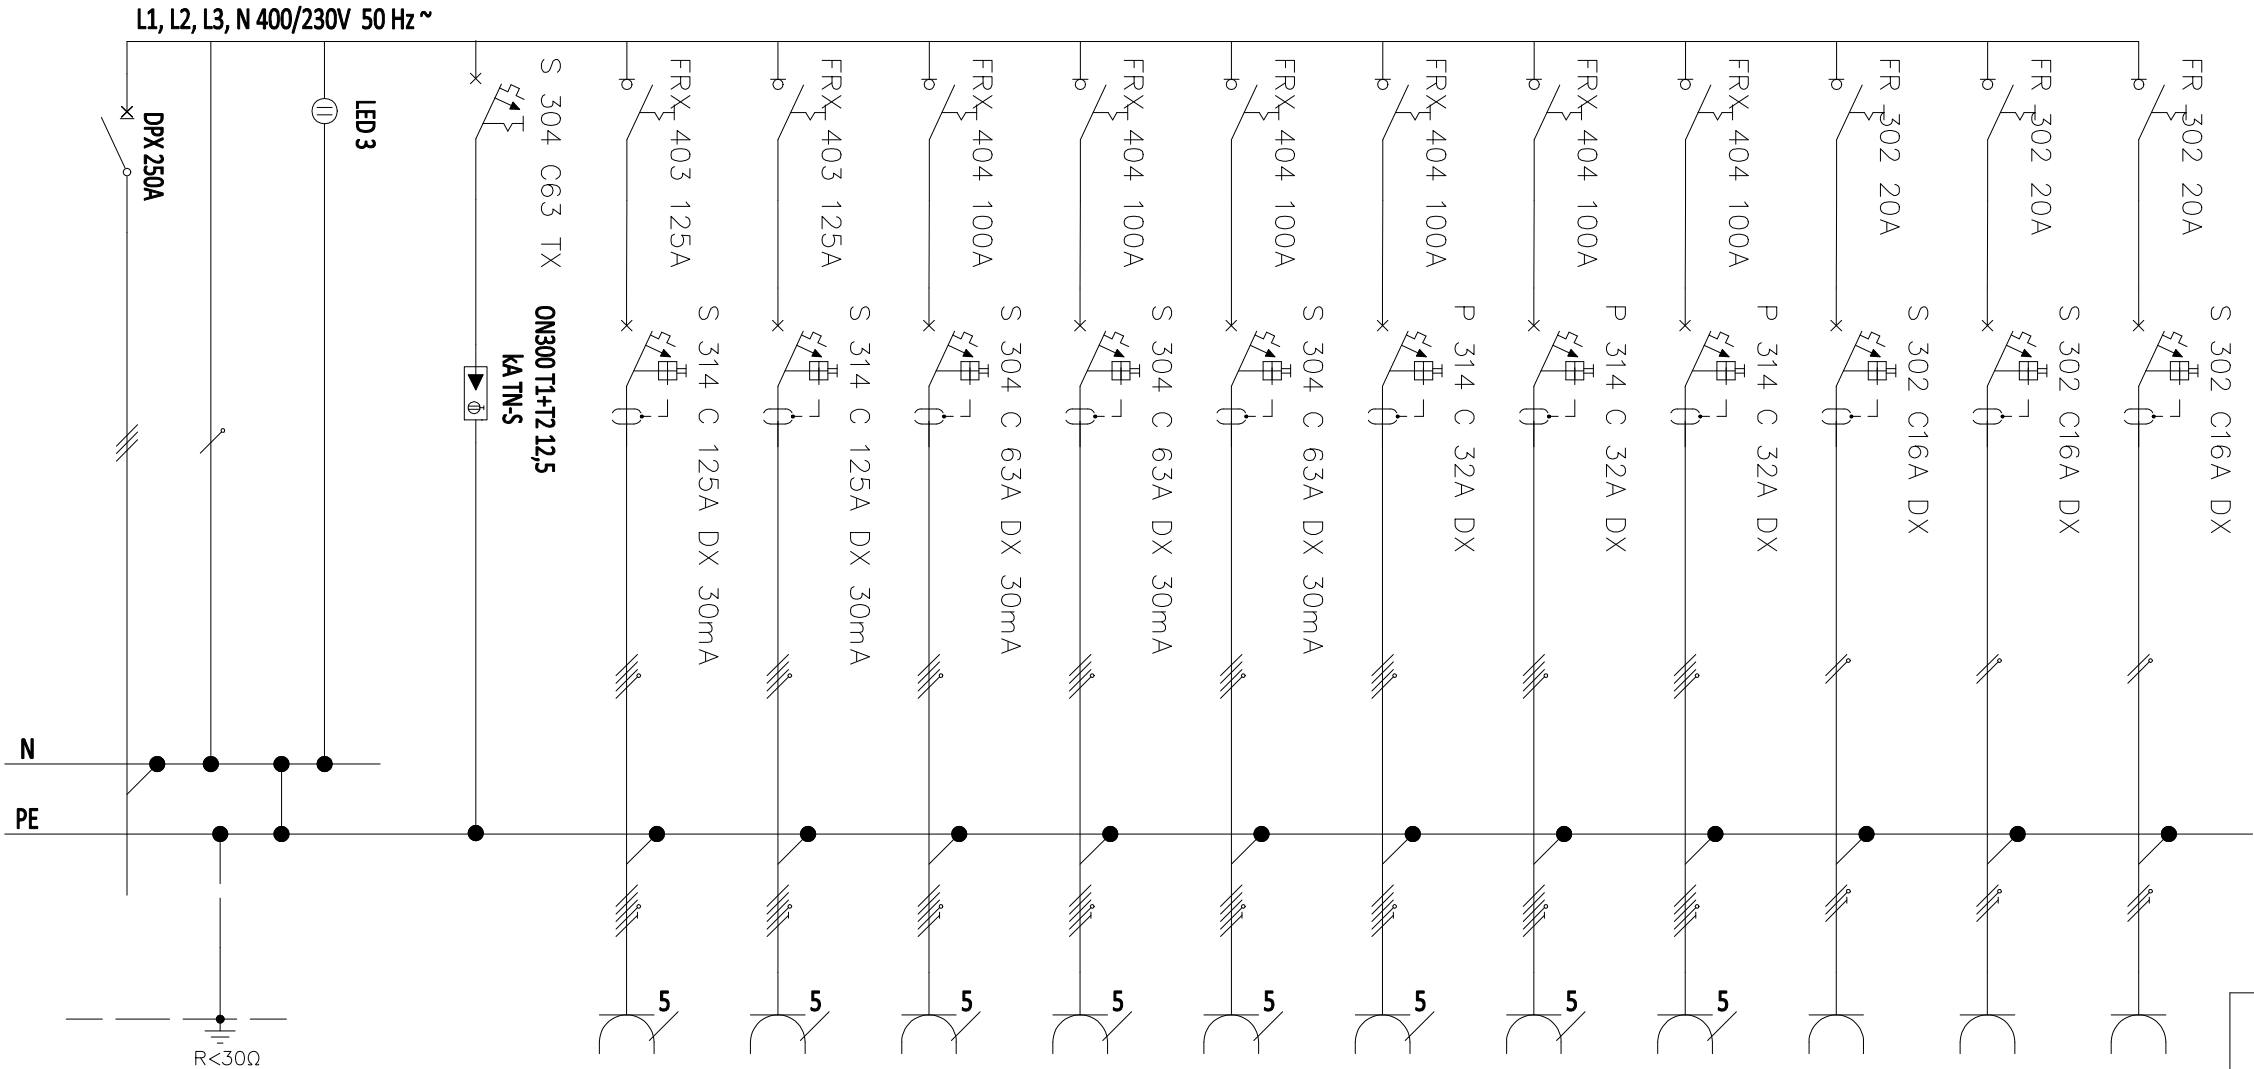 L1, L2, L3, N 400/230V 50 Hz ~
DPX 250A
LED 3
S 304 C63 TX
ON300 T1+T2 12,5
kA TN-S
FRX 403 125A
S 314 C 125A DX 30mA
FRX 403 125A
S 314 C 125A DX 30mA
FRX 404 100A
S 304 C 63A DX 30mA
FRX 404 100A
S 304 C 63A DX 30mA
FRX 404 100A
S 304 C 63A DX 30mA
FRX 404 100A
P 314 C 32A DX
FRX 404 100A
P 314 C 32A DX
FRX 404 100A
P 314 C 32A DX
FR 302 20A
S 302 C16A DX
FR 302 20A
S 302 C16A DX
FR 302 20A
S 302 C16A DX
N
PE
5
5
5
5
5
5
5
5
R<30Ω